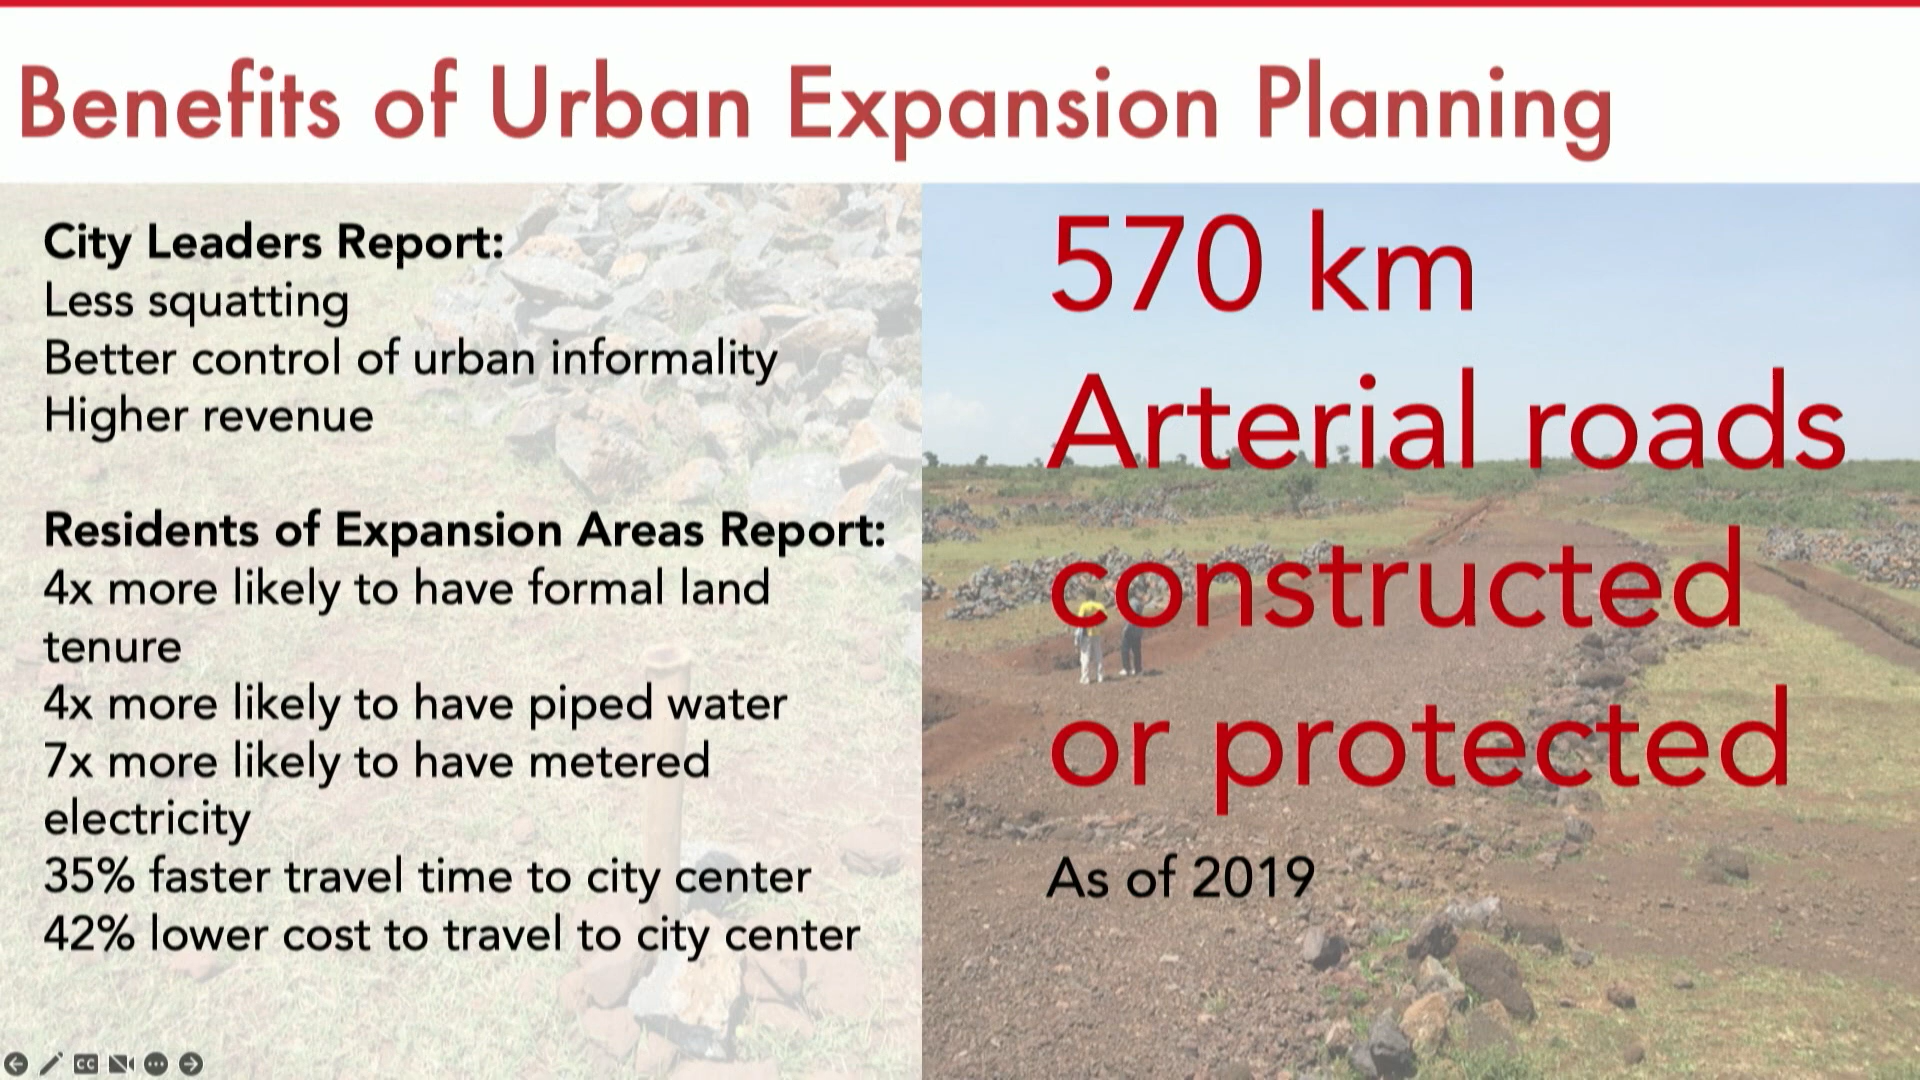 Benefits of Urban Expansion Planning
City Leaders Report:
Less squatting
Better control of urban informality
Higher revenue
Residents of Expansion Areas Report:
4x more likely to have formal land
tenure
4x more likely to have piped water
7x more likely to have metered
electricity
35% faster travel time to city center
42% lower cost to travel to city center
570 km
Arterial roads
constructed
or protected
As of 2019
CC